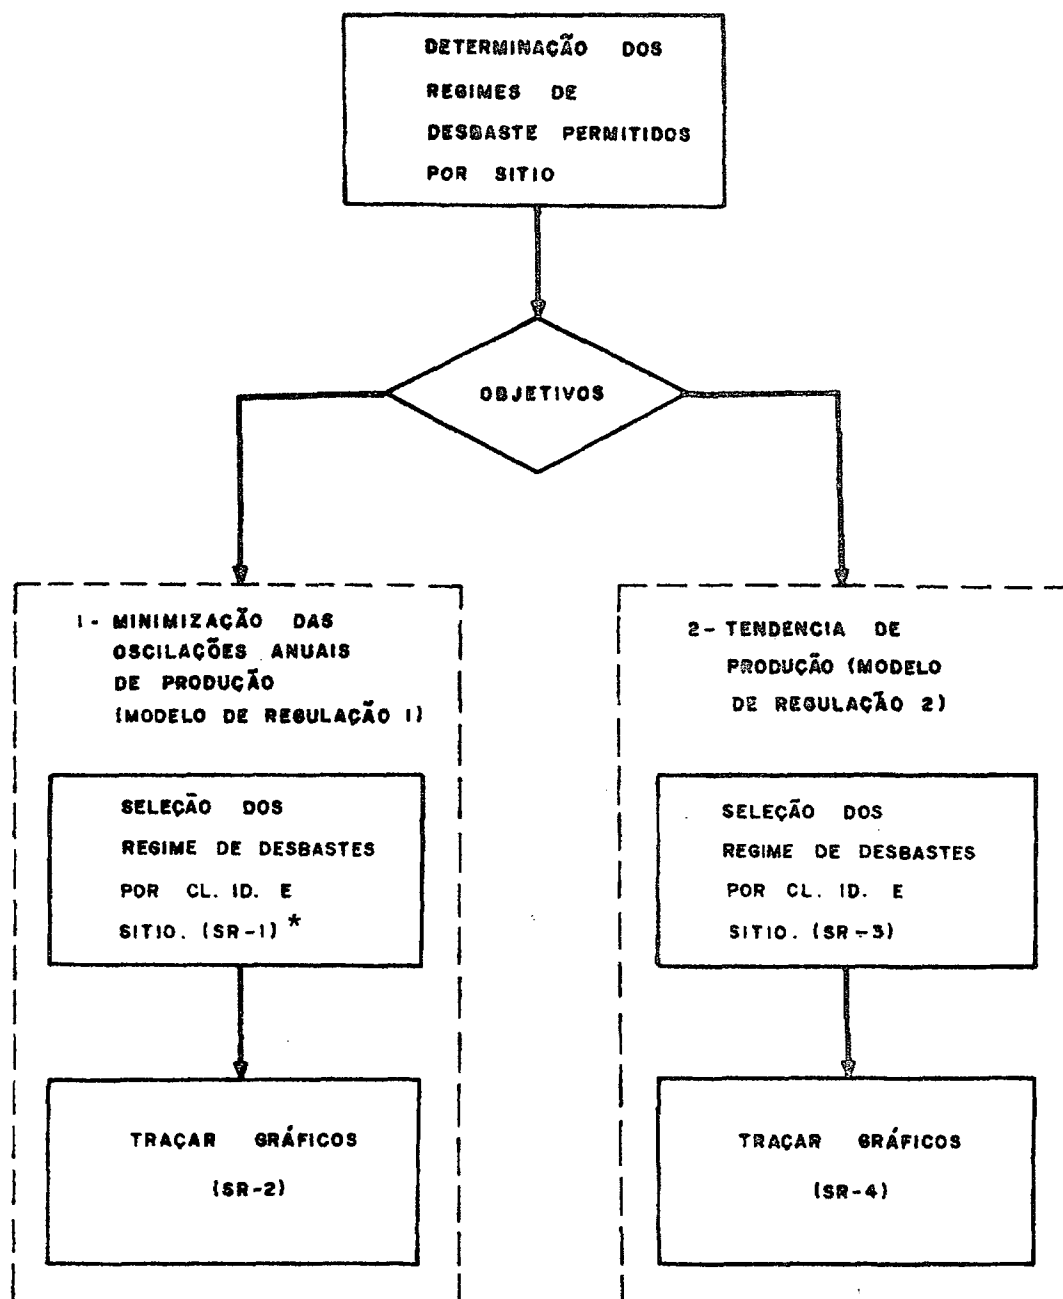 DETERMINAÇÃO DOS
REGIMES DE
DESBASTE PERMITIDOS
POR SITIO
OBJETIVOS
1- MINIMIZAÇÃO DAS
OSCILAÇÕES ANUAIS
DE PRODUÇÃO
(MODELO DE REGULAÇÃO 1)
SELEÇÃO DOS
REGIME DE DESBASTES
POR CL. ID. E
SITIO. (SR-1)*
TRAÇAR GRÁFICOS
(SR-2)
2- TENDENCIA DE
PRODUÇÃO (MODELO
DE REGULAÇÃO 2)
SELEÇÃO DOS
REGIME DE DESBASTES
POR CL. ID. E
SITIO. (SR-3)
TRAÇAR GRÁFICOS
(SR-4)